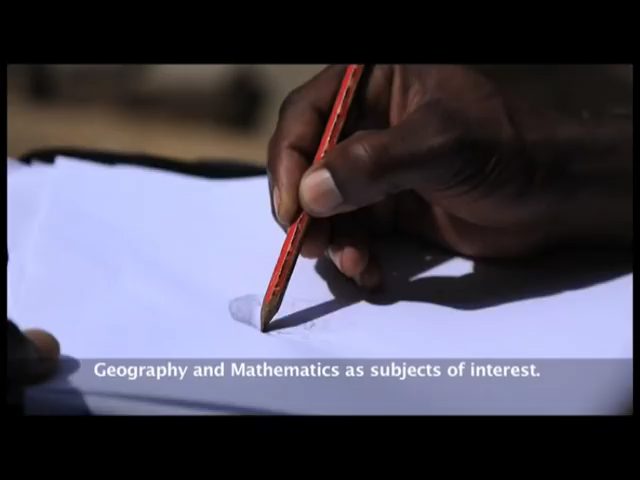 Geography and Mathematics as subjects of interest.